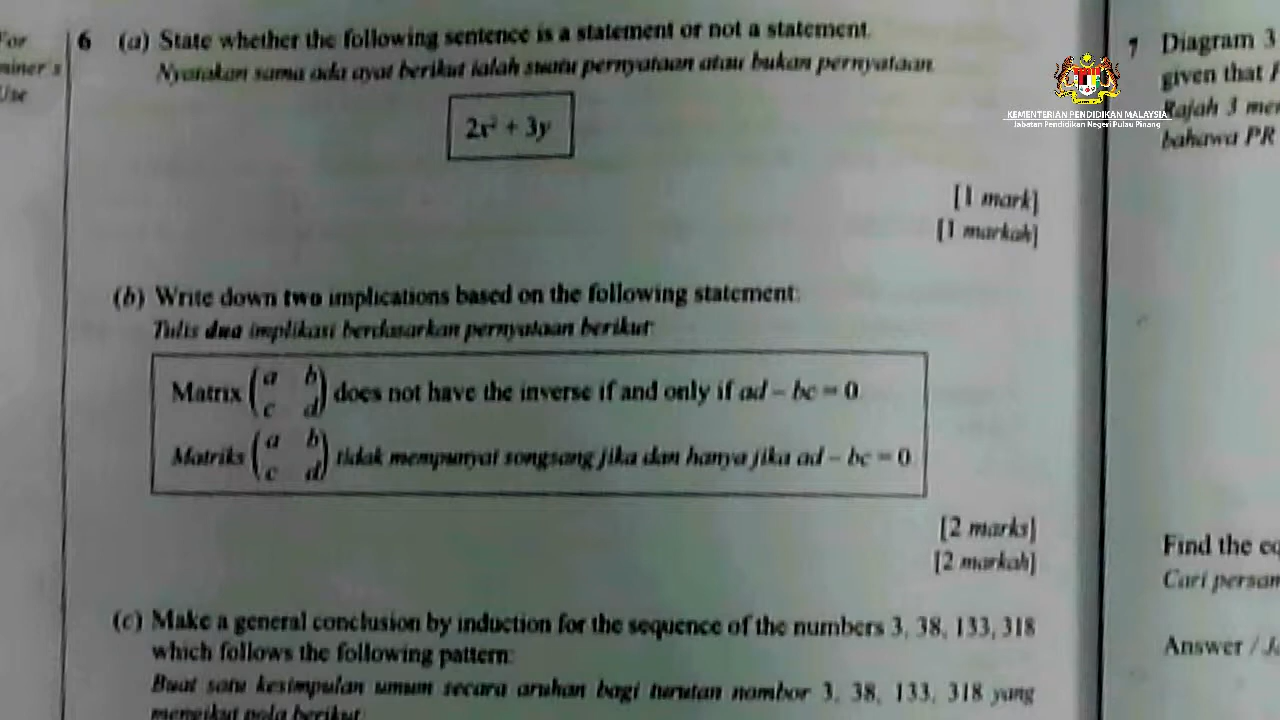 For
miner's
Use
6 (a) State whether the following sentence is a statement or not a statement.
Nyatakan sama ada ayat berikut ialah suatu pernyataan atau bukan pernyataan.
2x² + 3y
[1 mark]
[1 markah]
(b) Write down two implications based on the following statement:
Tulis dua implikasi berdasarkan pernyataan berikut:
Matrix (a b
c d) does not have the inverse if and only if ad – bc = 0.
Matriks (a b
c d) tidak mempunyai songsang jika dan hanya jika ad – bc = 0.
[2 marks]
[2 markah]
(c) Make a general conclusion by induction for the sequence of the numbers 3, 38, 133, 318
which follows the following pattern:
Buat satu kesimpulan umum secara aruhan bagi turutan nombor 3, 38, 133, 318 yang
mengikut pola berikut:
7 Diagram 3
given that
Rajah 3
bahawa PR
KEMENTERIAN PENDIDIKAN MALAYSIA
Jabatan Pendidikan Negeri Pulau Pinang
Find the
Cari
Answer /